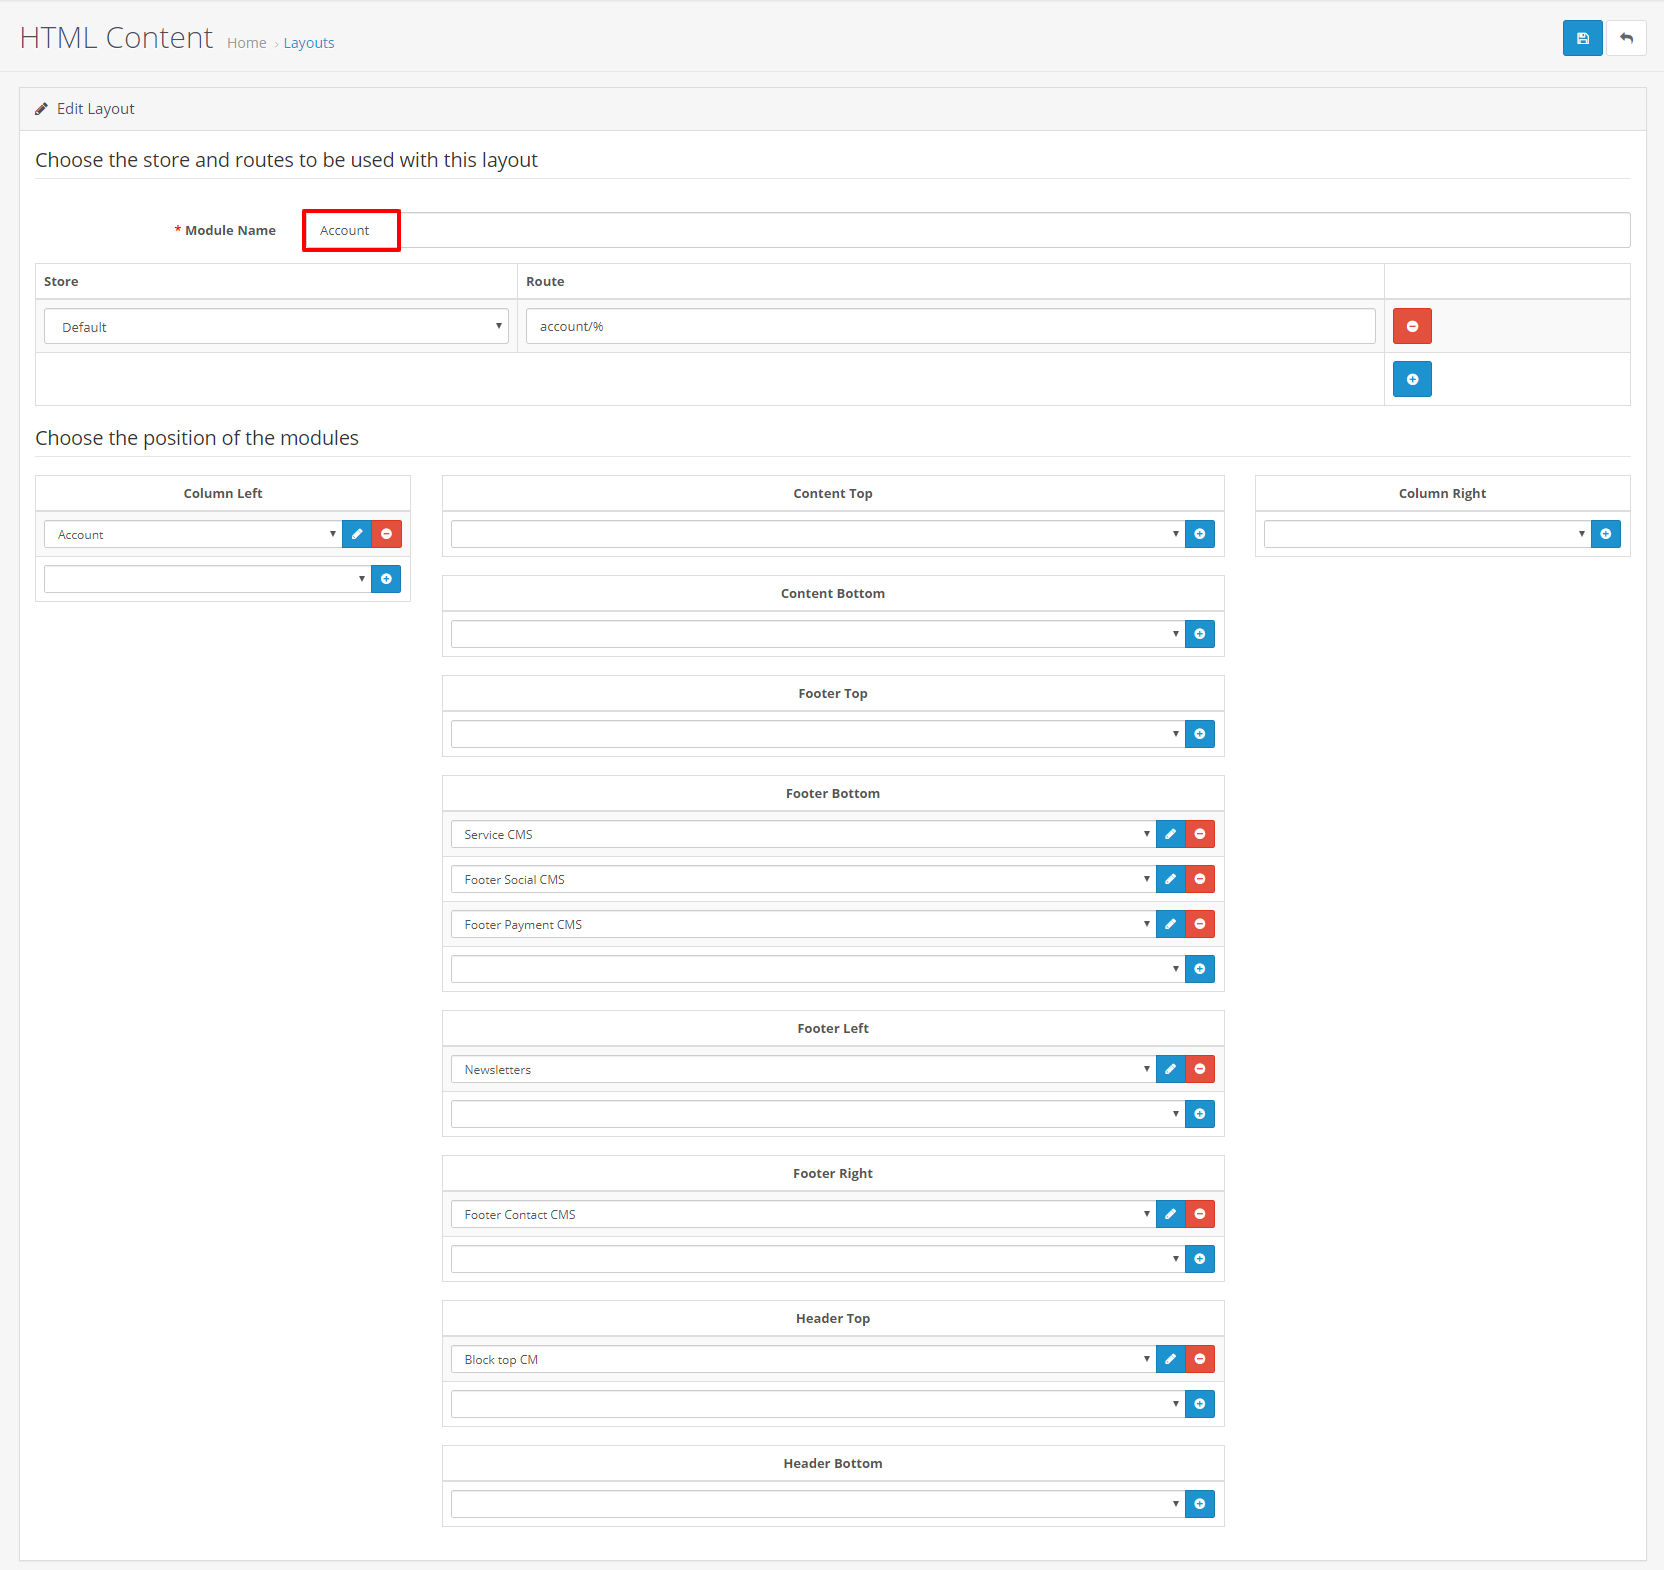 HTML Content Home › Layouts
Edit Layout
Choose the store and routes to be used with this layout
* Module Name Account
Store Route
Default account/%
Choose the position of the modules
Column Left
Account
Content Top
Content Bottom
Footer Top
Footer Bottom
Service CMS
Footer Social CMS
Footer Payment CMS
Footer Left
Newsletters
Footer Right
Footer Contact CMS
Header Top
Block top CM
Header Bottom
Column Right